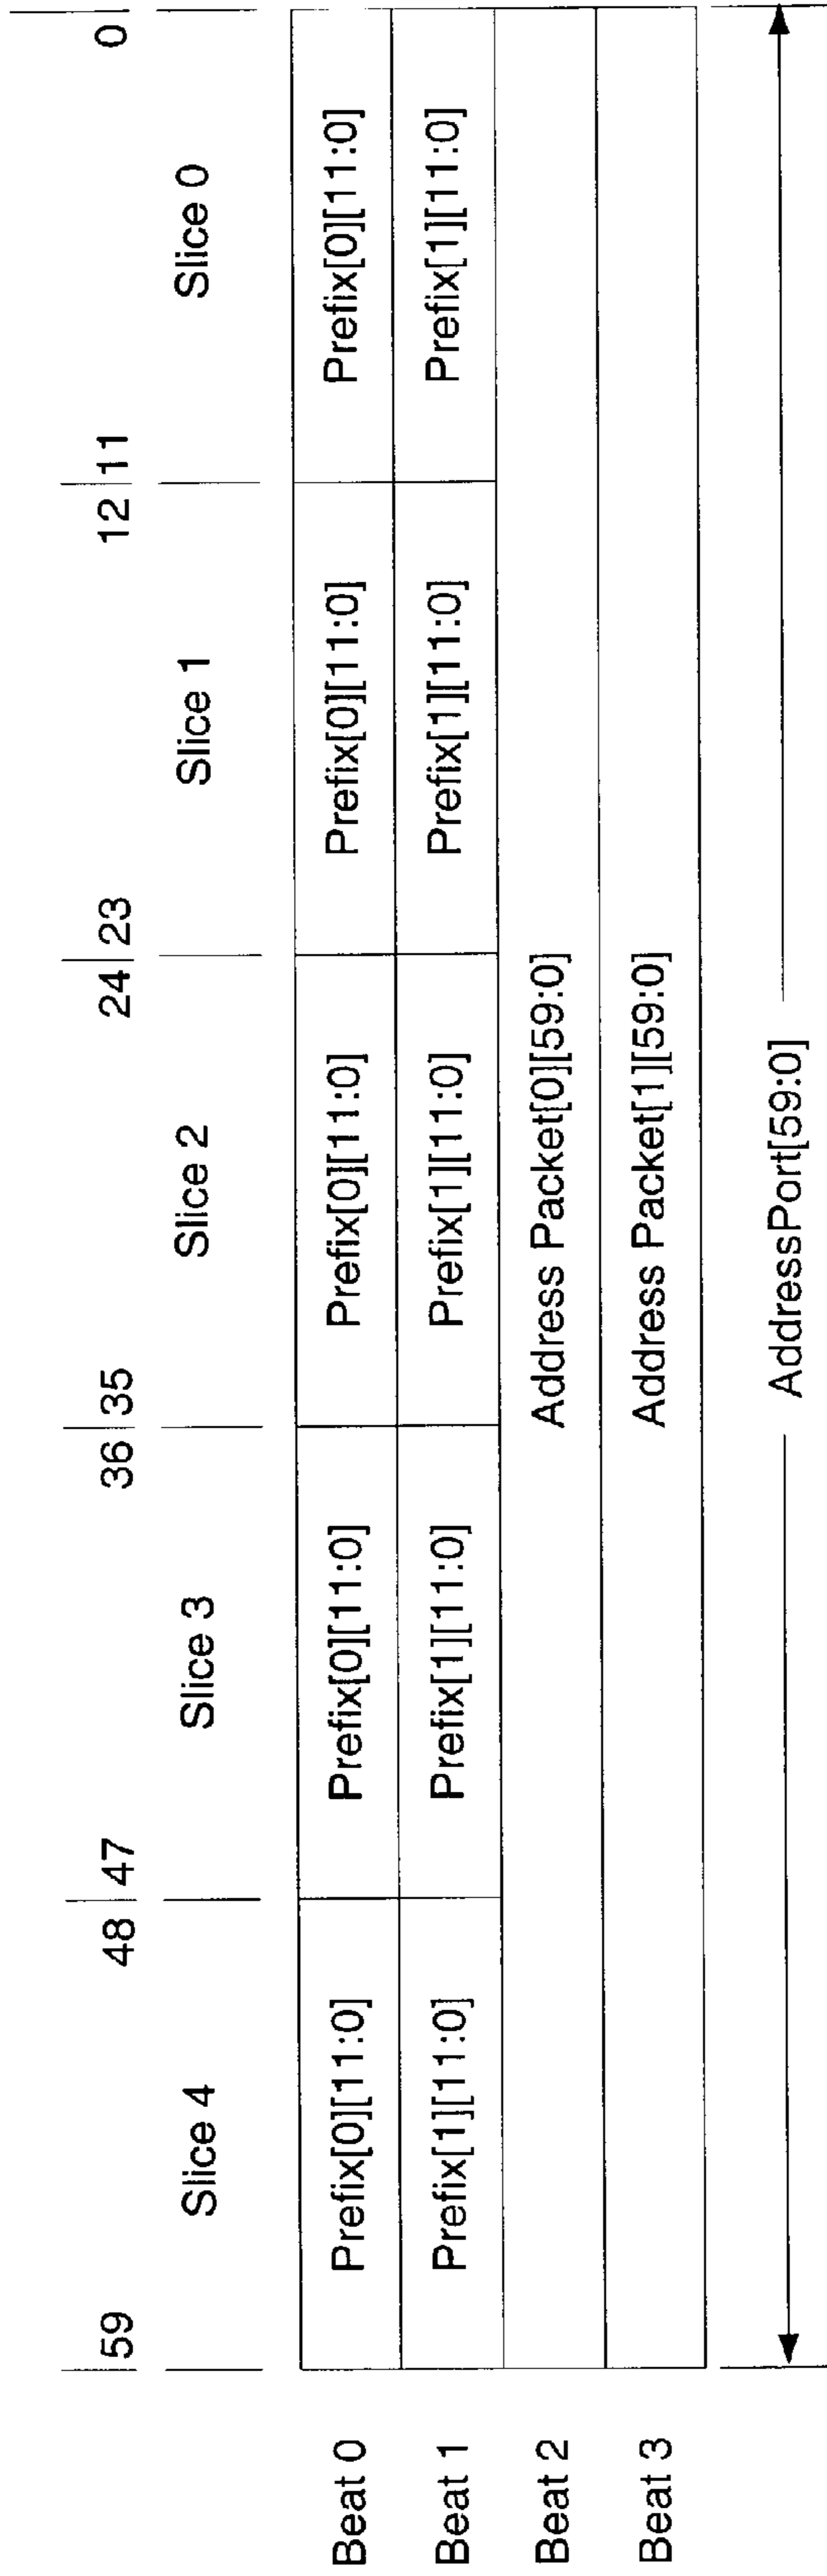 59 48 47 36 35 24 23 12 11 0
Slice 4 Slice 3 Slice 2 Slice 1 Slice 0
Beat 0 Prefix[0][11:0] Prefix[0][11:0] Prefix[0][11:0] Prefix[0][11:0] Prefix[0][11:0]
Beat 1 Prefix[1][11:0] Prefix[1][11:0] Prefix[1][11:0] Prefix[1][11:0] Prefix[1][11:0]
Beat 2 Address Packet[0][59:0]
Beat 3 Address Packet[1][59:0]
AddressPort[59:0]